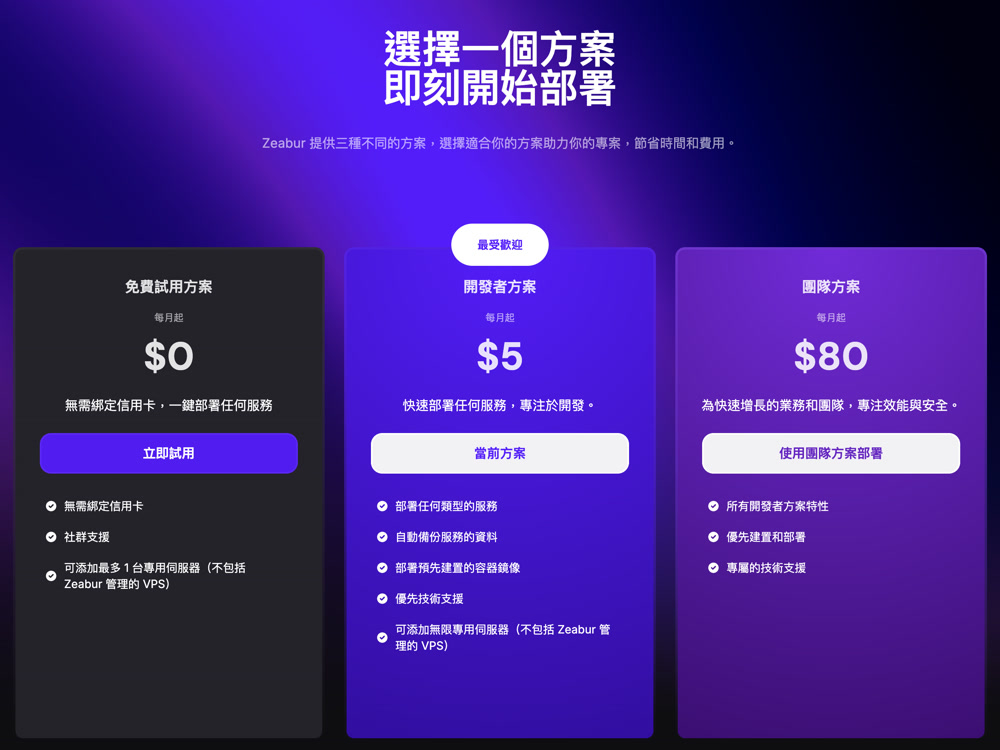 選擇一個方案
即刻開始部署
Zeabur 提供三種不同的方案，選擇適合你的方案助力你的專案，節省時間和費用。
免費試用方案
每月起
$0
無需綁定信用卡，一鍵部署任何服務
立即試用
無需綁定信用卡
社群支援
可添加最多 1 台專用伺服器（不包括
Zeabur 管理的 VPS）
最受歡迎
開發者方案
每月起
$5
快速部署任何服務，專注於開發。
當前方案
部署任何類型的服務
自動備份服務的資料
部署預先建置的容器鏡像
優先技術支援
可添加無限專用伺服器（不包括 Zeabur 管
理的 VPS）
團隊方案
每月起
$80
為快速增長的業務和團隊，專注效能與安全。
使用團隊方案部署
所有開發者方案特性
優先建置和部署
專屬的技術支援